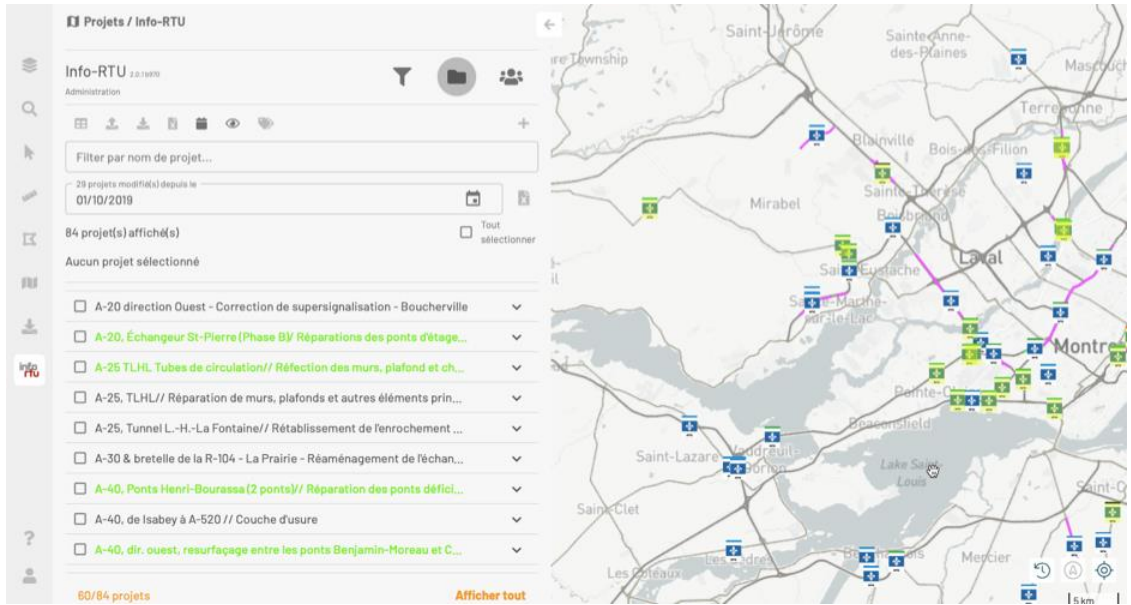 Projets / Info-RTU
Info-RTU
Administration
Filter par nom de projet...
29 projets modifié(s) depuis le
01/10/2019
84 projet(s) affiché(s)
Tout
sélectionner
Aucun projet sélectionné
A-20 direction Ouest - Correction de supersignalisation - Boucherville
A-20, Échangeur St-Pierre (Phase B)/ Réparations des ponts d'étage...
A-25 TLHL Tubes de circulation// Réfection des murs, plafond et ch...
A-25, TLHL// Réparation de murs, plafonds et autres éléments prin...
A-25, Tunnel L.-H.-La Fontaine// Rétablissement de l'enrochement ...
A-30 & bretelle de la R-104 - La Prairie - Réaménagement de l'échan...
A-40, Ponts Henri-Bourassa (2 ponts)// Réparation des ponts défici...
A-40, de Isabey à A-520 // Couche d'usure
A-40, dir. ouest, resurfaçage entre les ponts Benjamin-Moreau et C...
60/84 projets
Afficher tout
info
rtu
?
Saint-Jérôme
Sainte-Anne-
des-Plaines
Township
Mascouch
Terrebonne
Blainville
Bois-des-Filion
Sainte-Thérèse
Mirabel
Boisbriand
Laval
Saint-Eustache
Sainte-Marthe-
sur-le-Lac
Montre
Pointe-C
Beaconsfield
Vaudreuil-
Dorion
Saint-Lazare
Lake Saint-
Louis
Saint-Clet
Saint-C
Les Cèdres
Mercier
Les Coteaux
5 km